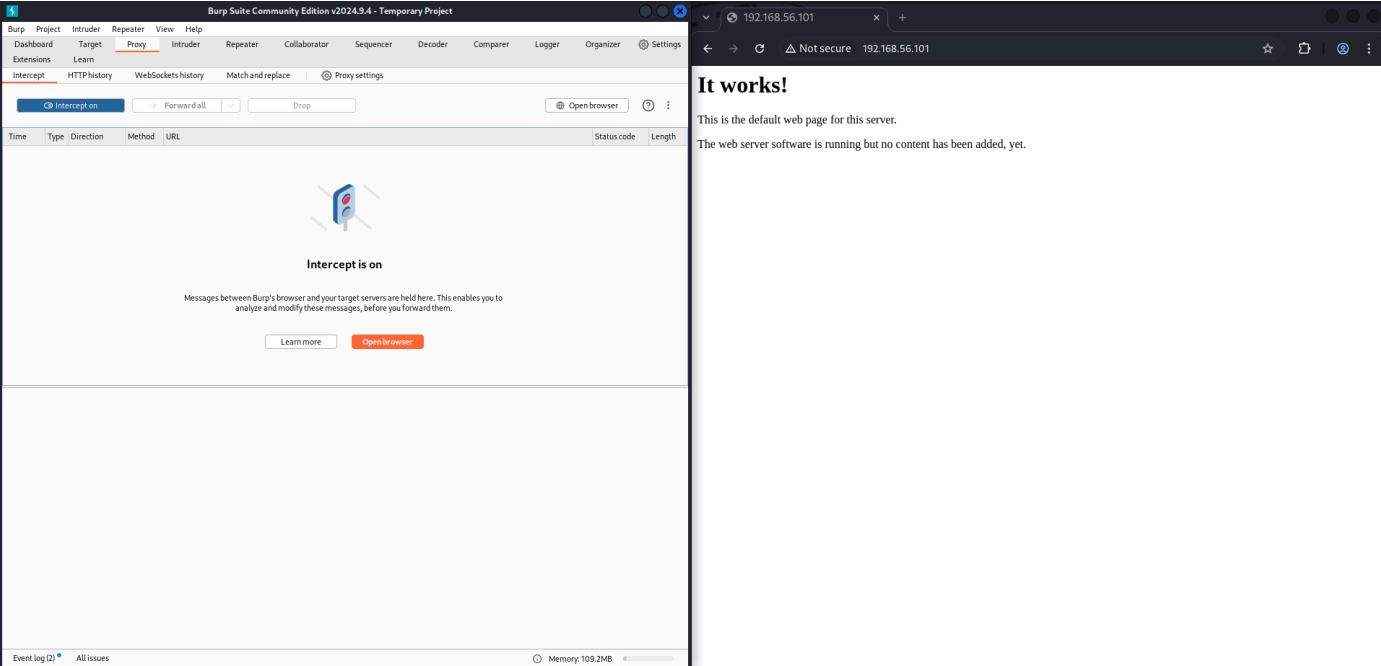 Burp Suite Community Edition v2024.9.4 - Temporary Project
Burp Project Intruder Repeater View Help
Dashboard Target Proxy Intruder Repeater Collaborator Sequencer Decoder Comparer Logger Organizer Settings
Extensions Learn
Intercept HTTP history WebSockets history Match and replace Proxy settings
Intercept on Forward all Drop Open browser
Time Type Direction Method URL Status code Length
Intercept is on
Messages between Burp's browser and your target servers are held here. This enables you to
analyze and modify these messages, before you forward them.
Learn more Open browser
Event log (2) All issues Memory: 109.2MB
192.168.56.101
Not secure 192.168.56.101
It works!
This is the default web page for this server.
The web server software is running but no content has been added, yet.